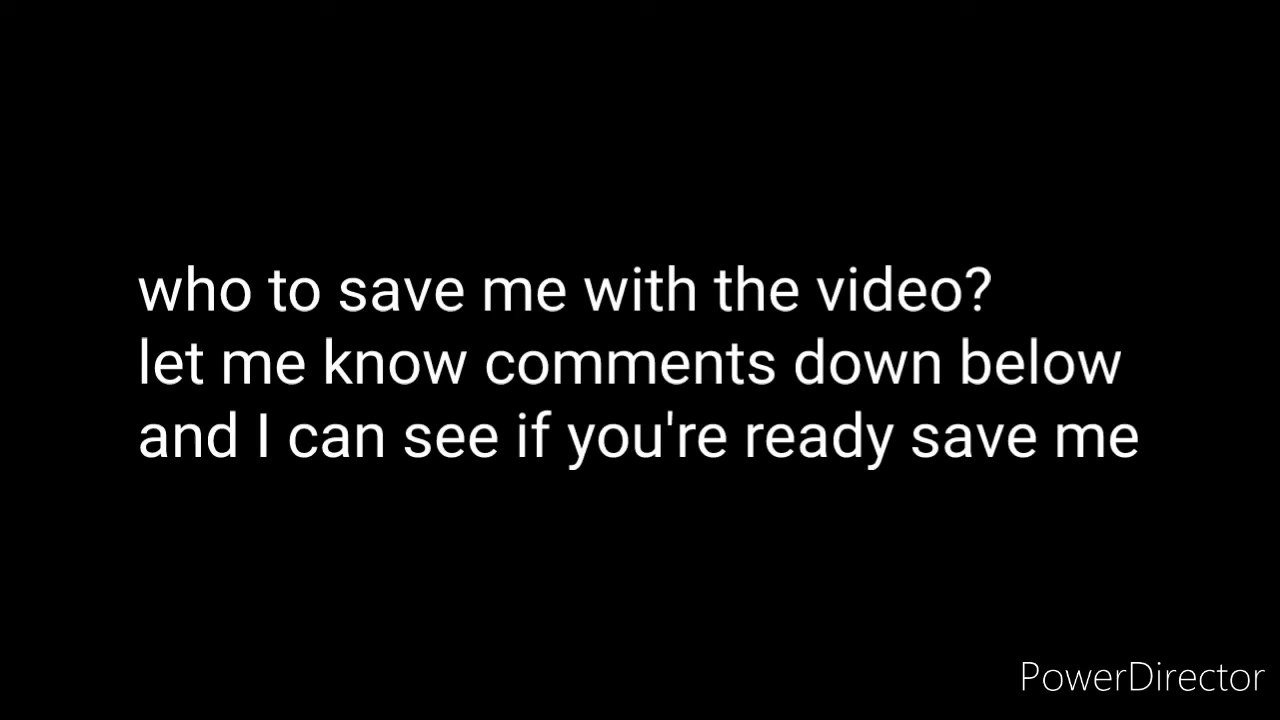 who to save me with the video?
let me know comments down below
and I can see if you're ready save me
PowerDirector